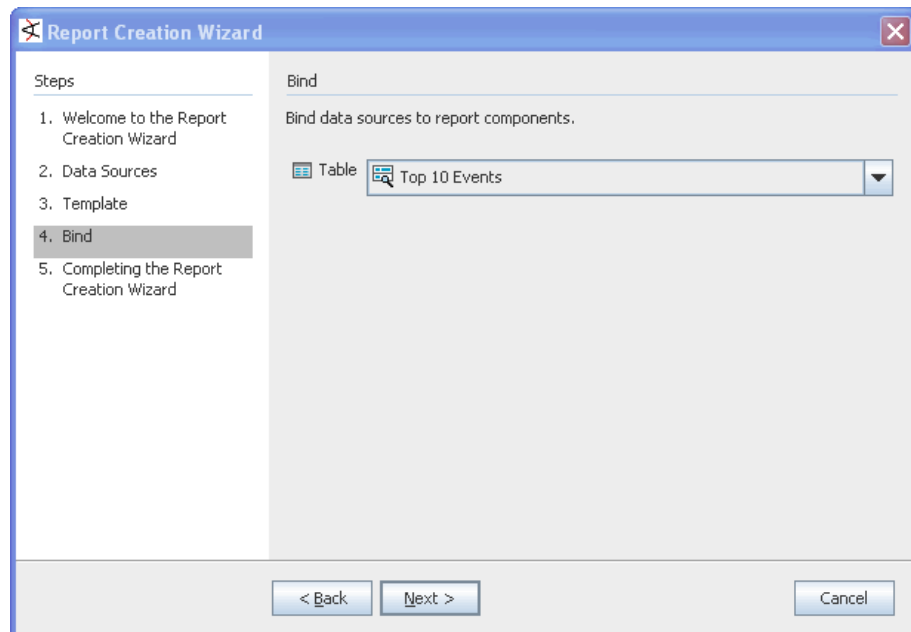 Report Creation Wizard
Steps
1. Welcome to the Report
Creation Wizard
2. Data Sources
3. Template
4. Bind
5. Completing the Report
Creation Wizard
Bind
Bind data sources to report components.
Table
Top 10 Events
< Back
Next >
Cancel